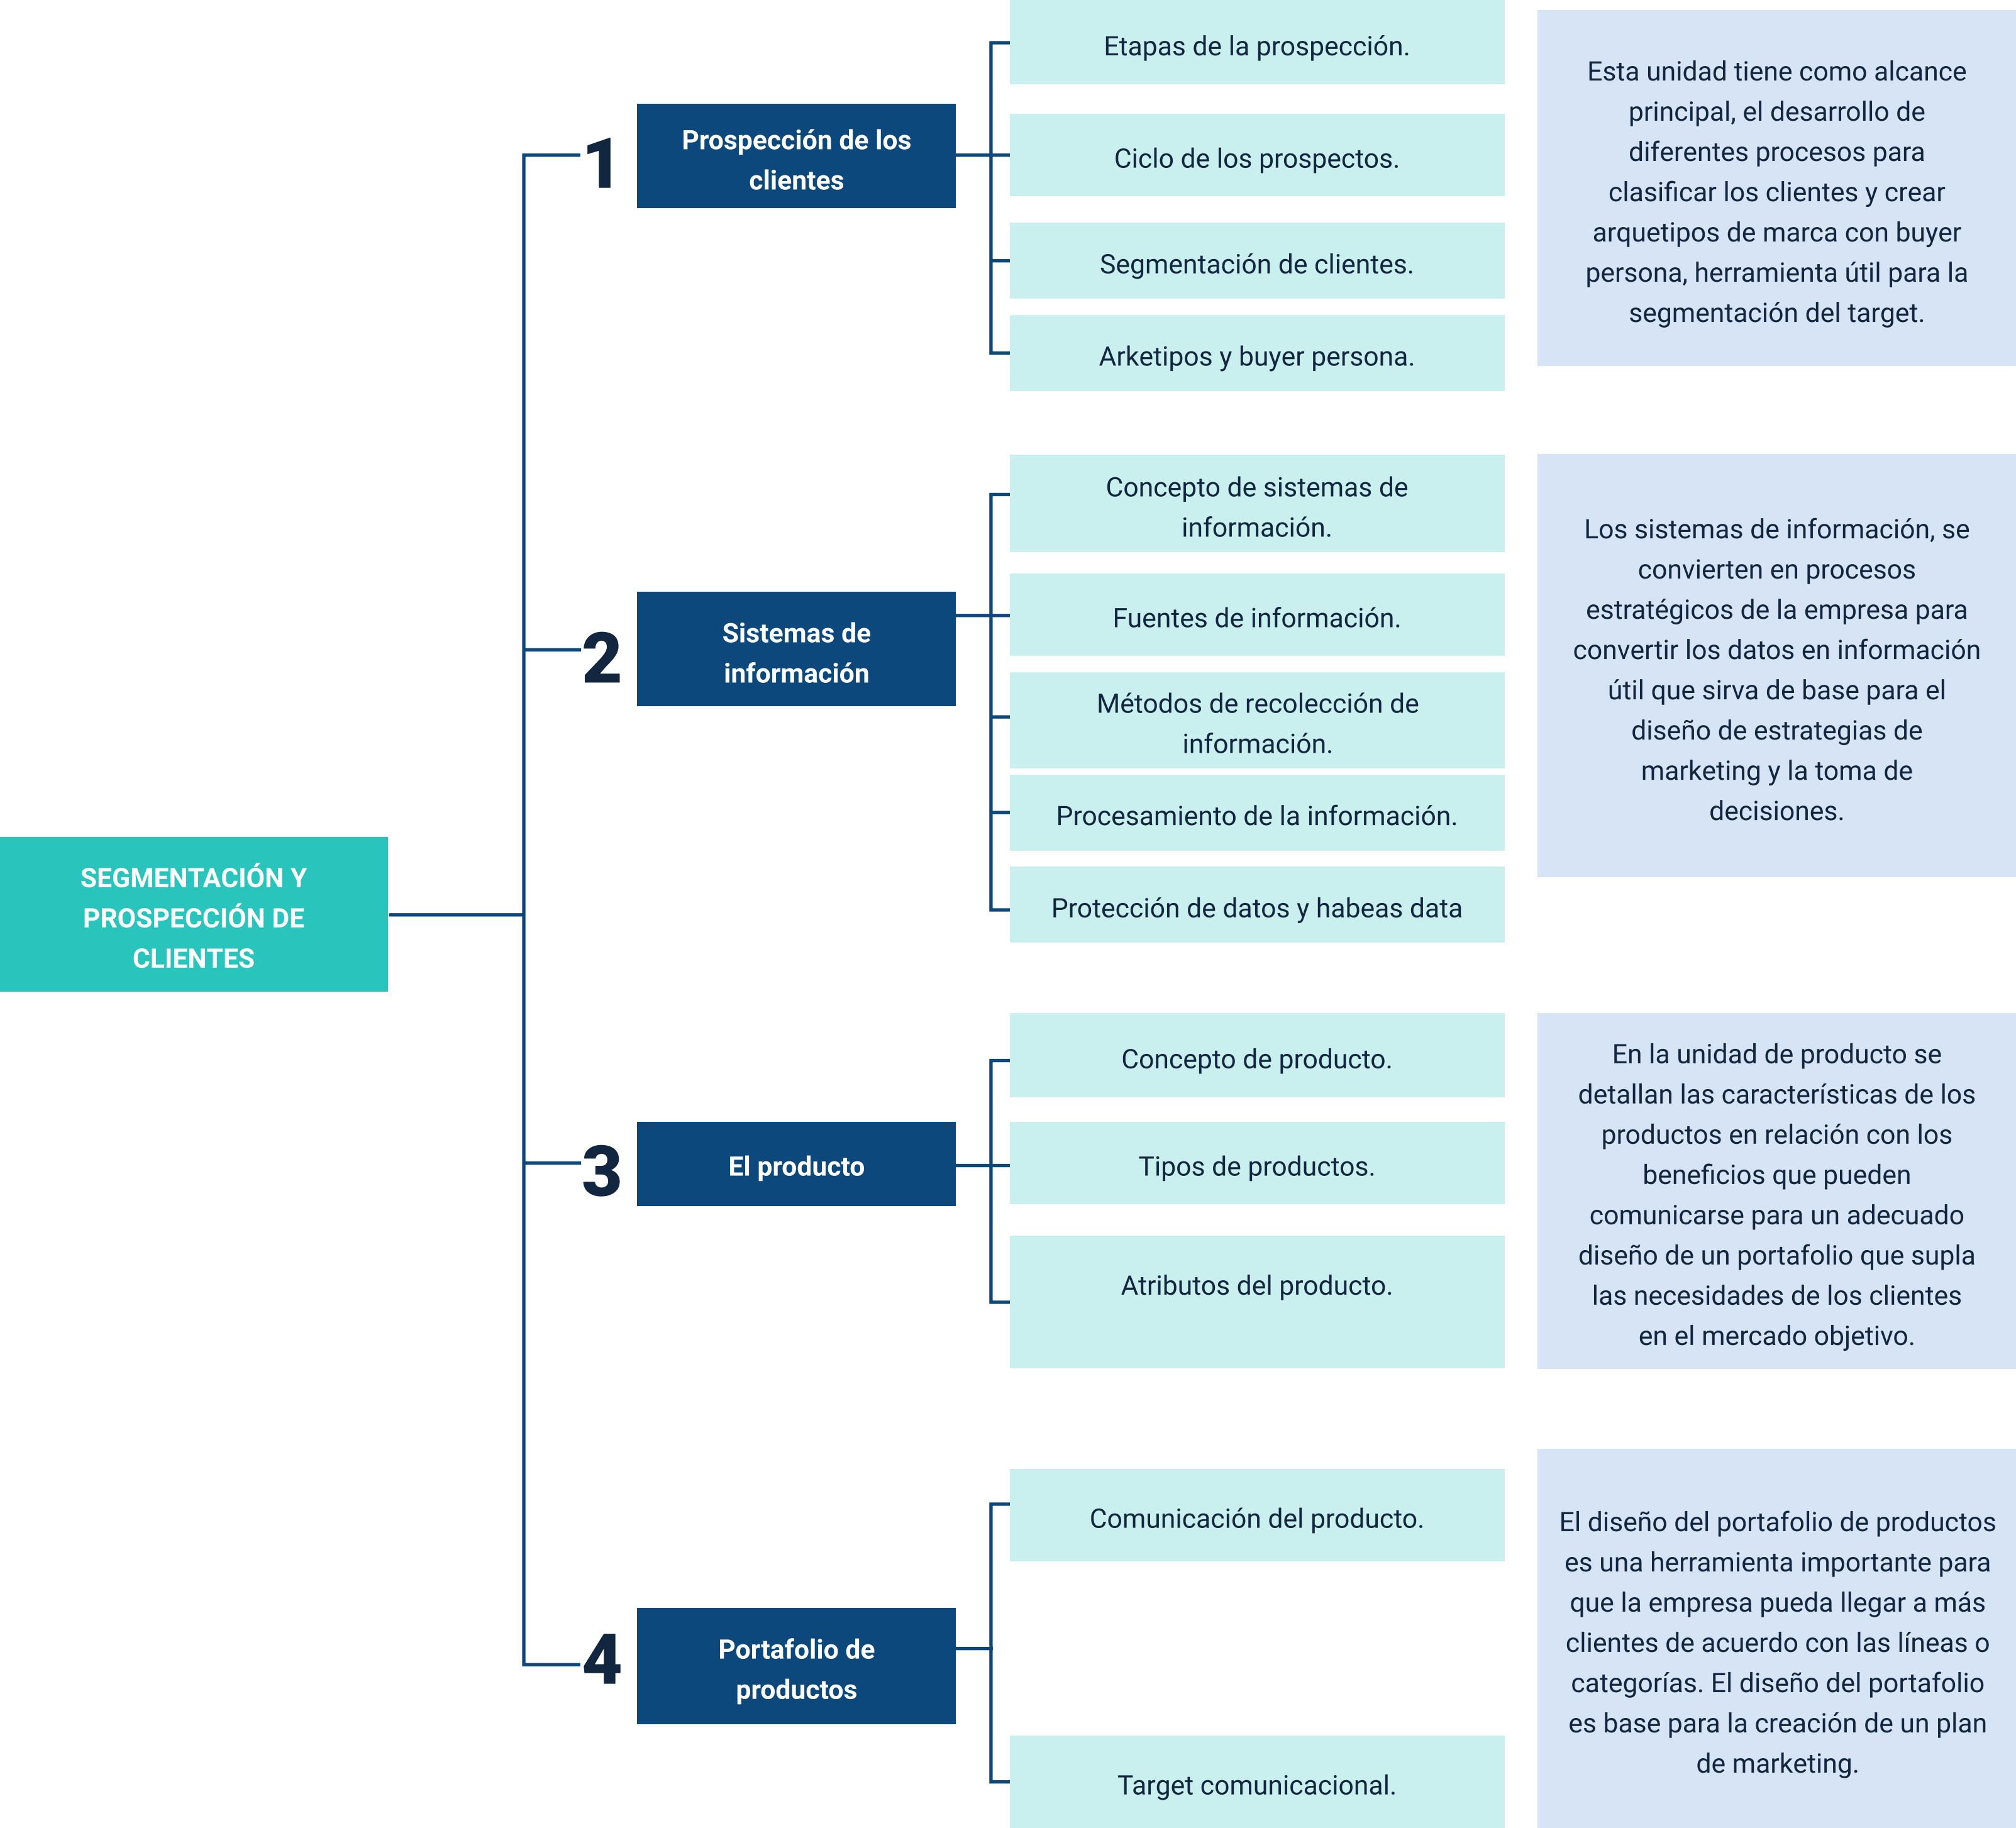 SEGMENTACIÓN Y
PROSPECCIÓN DE
CLIENTES
1
Prospección de los
clientes
Etapas de la prospección.
Ciclo de los prospectos.
Segmentación de clientes.
Arketipos y buyer persona.
Esta unidad tiene como alcance
principal, el desarrollo de
diferentes procesos para
clasificar los clientes y crear
arquetipos de marca con buyer
persona, herramienta útil para la
segmentación del target.
2
Sistemas de
información
Concepto de sistemas de
información.
Fuentes de información.
Métodos de recolección de
información.
Procesamiento de la información.
Protección de datos y habeas data
Los sistemas de información, se
convierten en procesos
estratégicos de la empresa para
convertir los datos en información
útil que sirva de base para el
diseño de estrategias de
marketing y la toma de
decisiones.
3
El producto
Concepto de producto.
Tipos de productos.
Atributos del producto.
En la unidad de producto se
detallan las características de los
productos en relación con los
beneficios que pueden
comunicarse para un adecuado
diseño de un portafolio que supla
las necesidades de los clientes
en el mercado objetivo.
4
Portafolio de
productos
Comunicación del producto.
Target comunicacional.
El diseño del portafolio de productos
es una herramienta importante para
que la empresa pueda llegar a más
clientes de acuerdo con las líneas o
categorías. El diseño del portafolio
es base para la creación de un plan
de marketing.